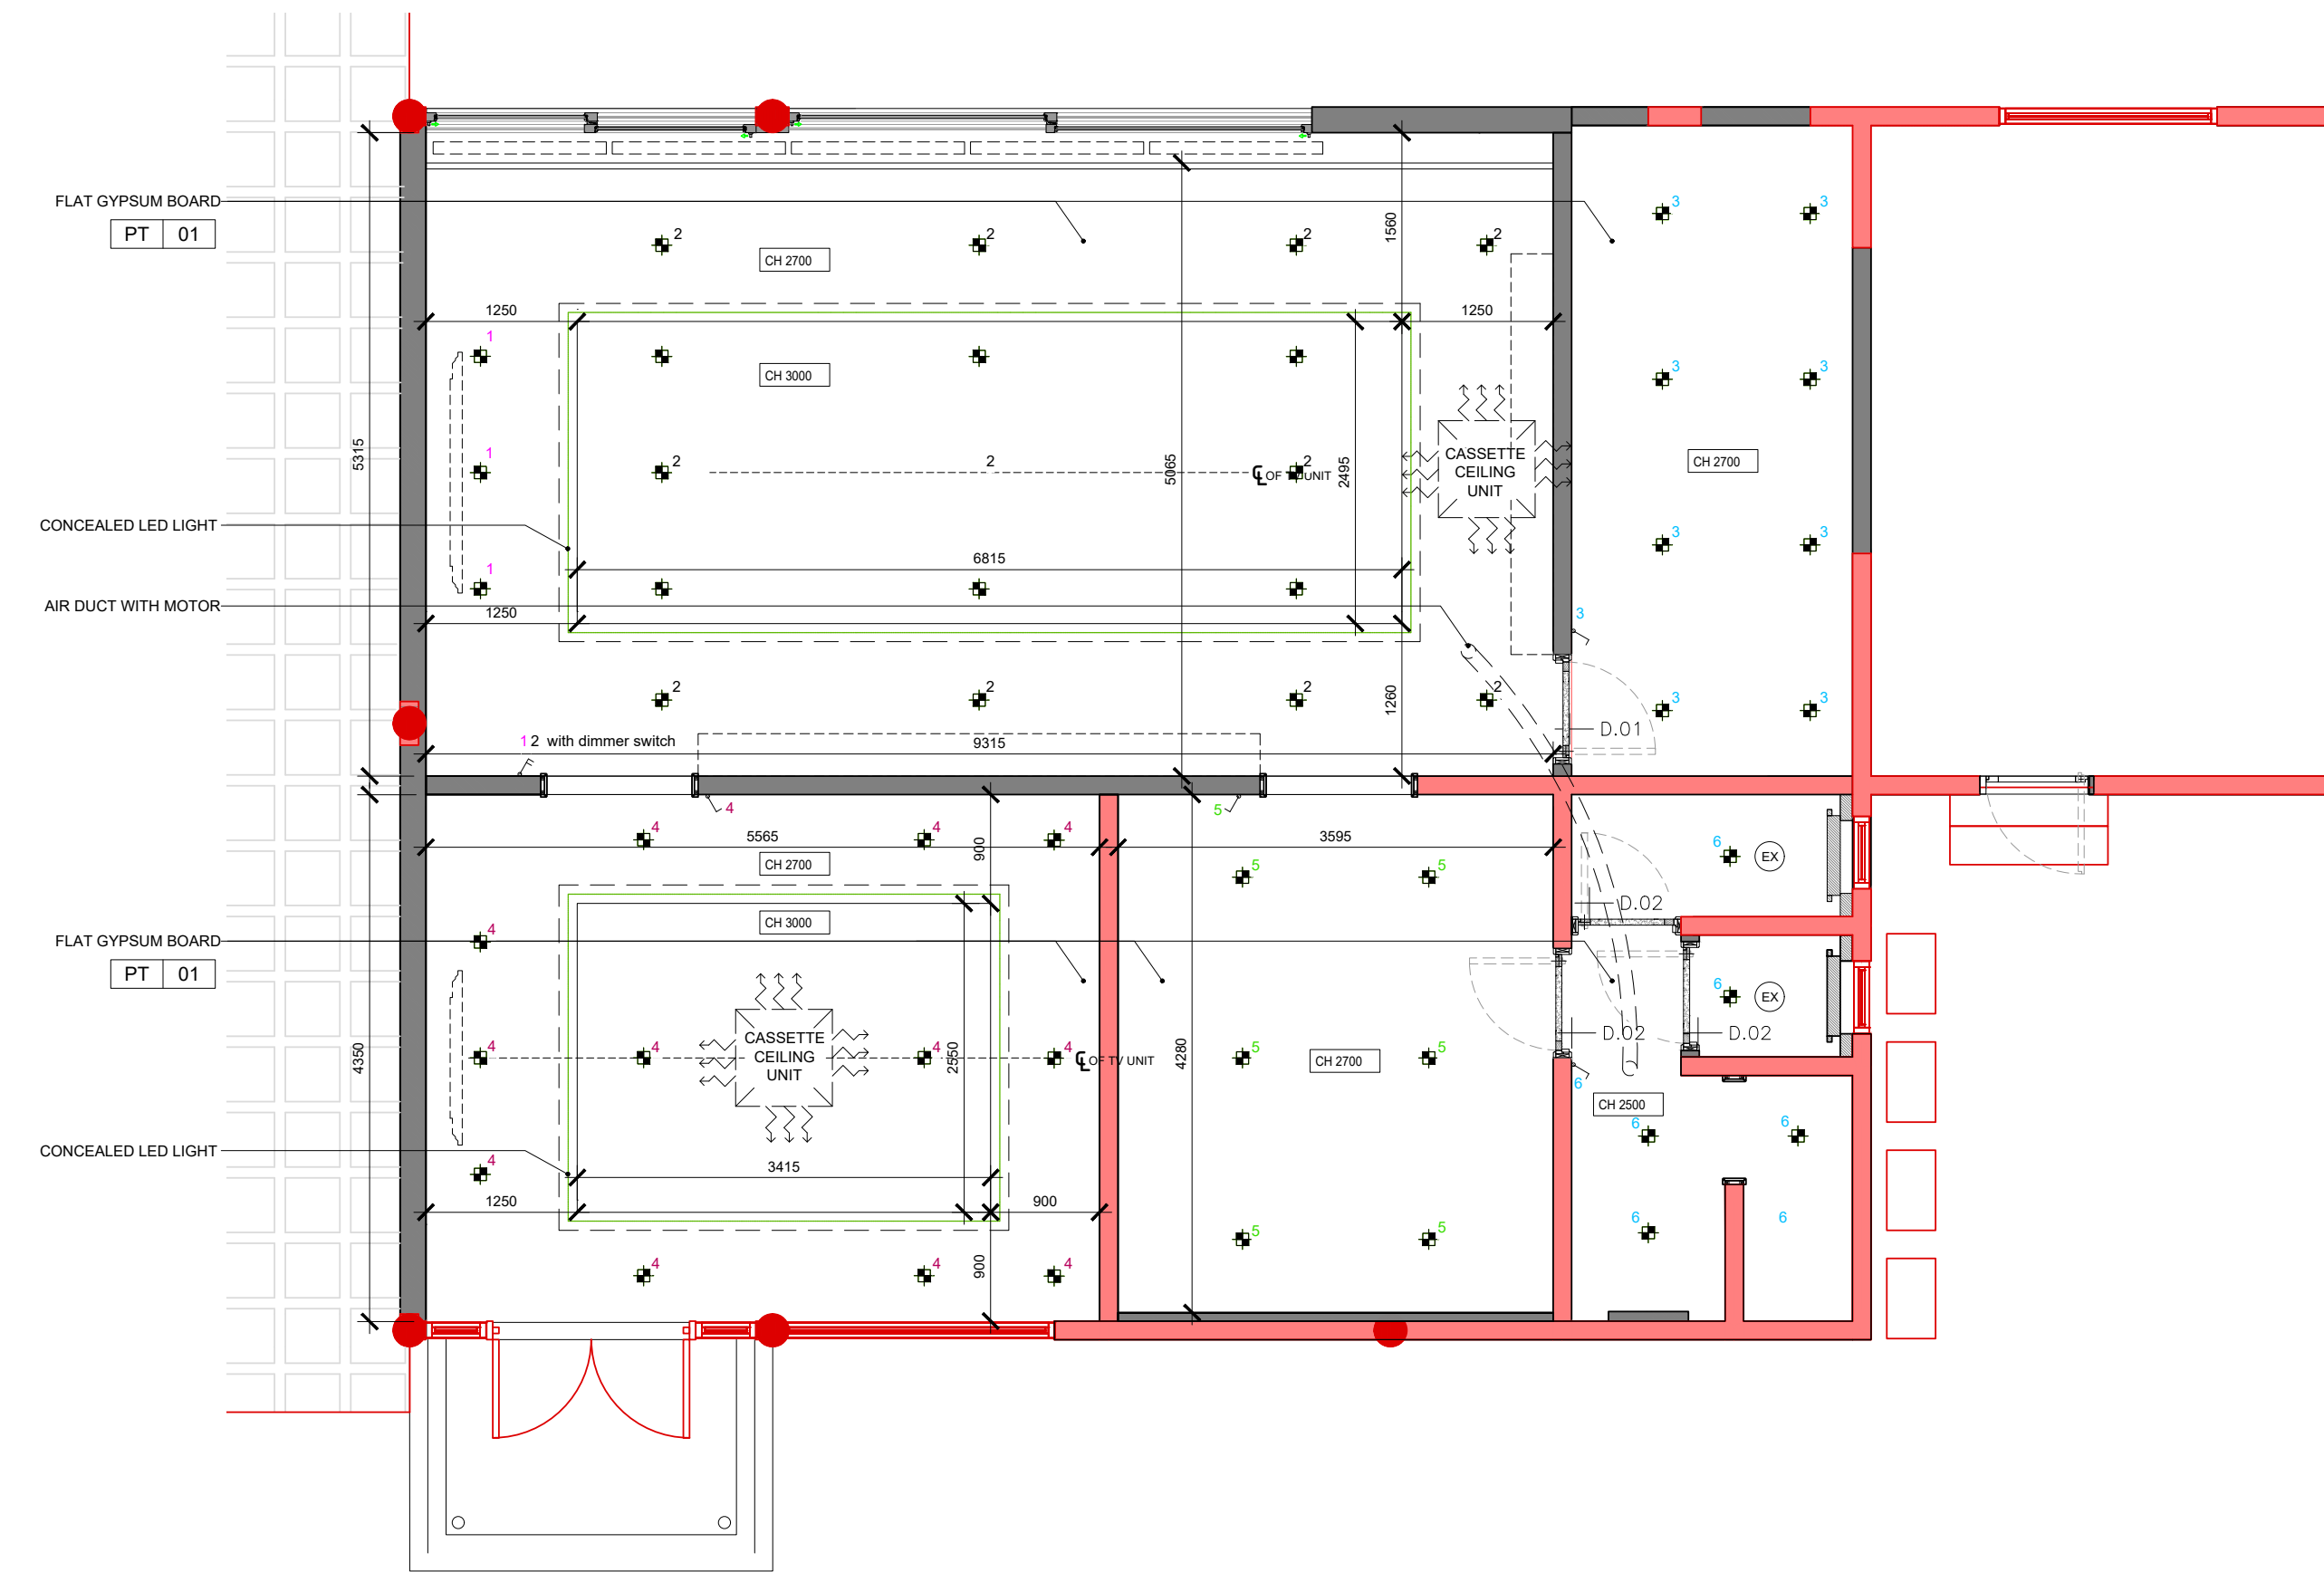 FLAT GYPSUM BOARD
PT 01
3 3
2 2 2 2
CH 2700
1560
1250 1250
1
CH 3000
3 3
5315
1 2 2 2
℄ OF TV UNIT
5065
2495
CASSETTE
CEILING
UNIT
CH 2700
CONCEALED LED LIGHT
3 3
6815
1
AIR DUCT WITH MOTOR
1250
3
2 2 2 2
1260
3 3
D.01
1 2 with dimmer switch
9315
4 5
4 4 4
5565
900
3595
CH 2700
6 EX
5 5
CH 3000
D.02
FLAT GYPSUM BOARD
PT 01
4
6 EX
CASSETTE
CEILING
UNIT
4350
4 4 4 4
℄ OF TV UNIT
2550
4280
5 5
CH 2700
D.02 D.02
6
CH 2500
6 6
CONCEALED LED LIGHT
4
3415
1250 900
6 6
5 5
900
4 4 4